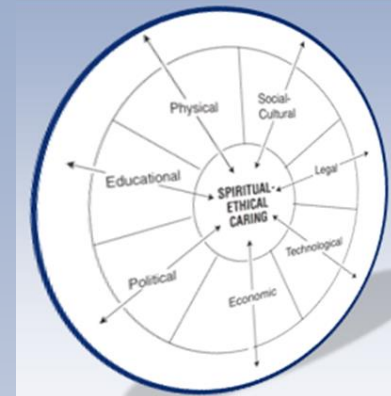 Physical
Social-
Cultural
Educational
SPIRITUAL-
ETHICAL
CARING
Legal
Political
Economic
Technological